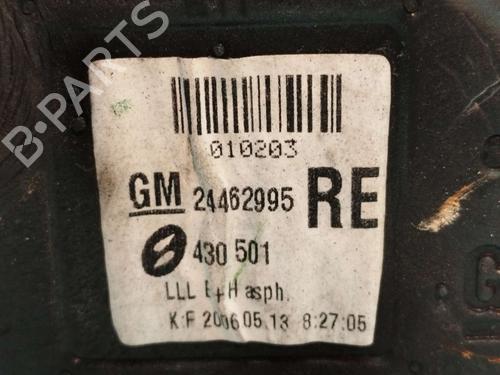 B-PARTS
010203
GM 24462995 RE
430 501
LLL E+H asph.
K:F 2006 05.13 8:27:05